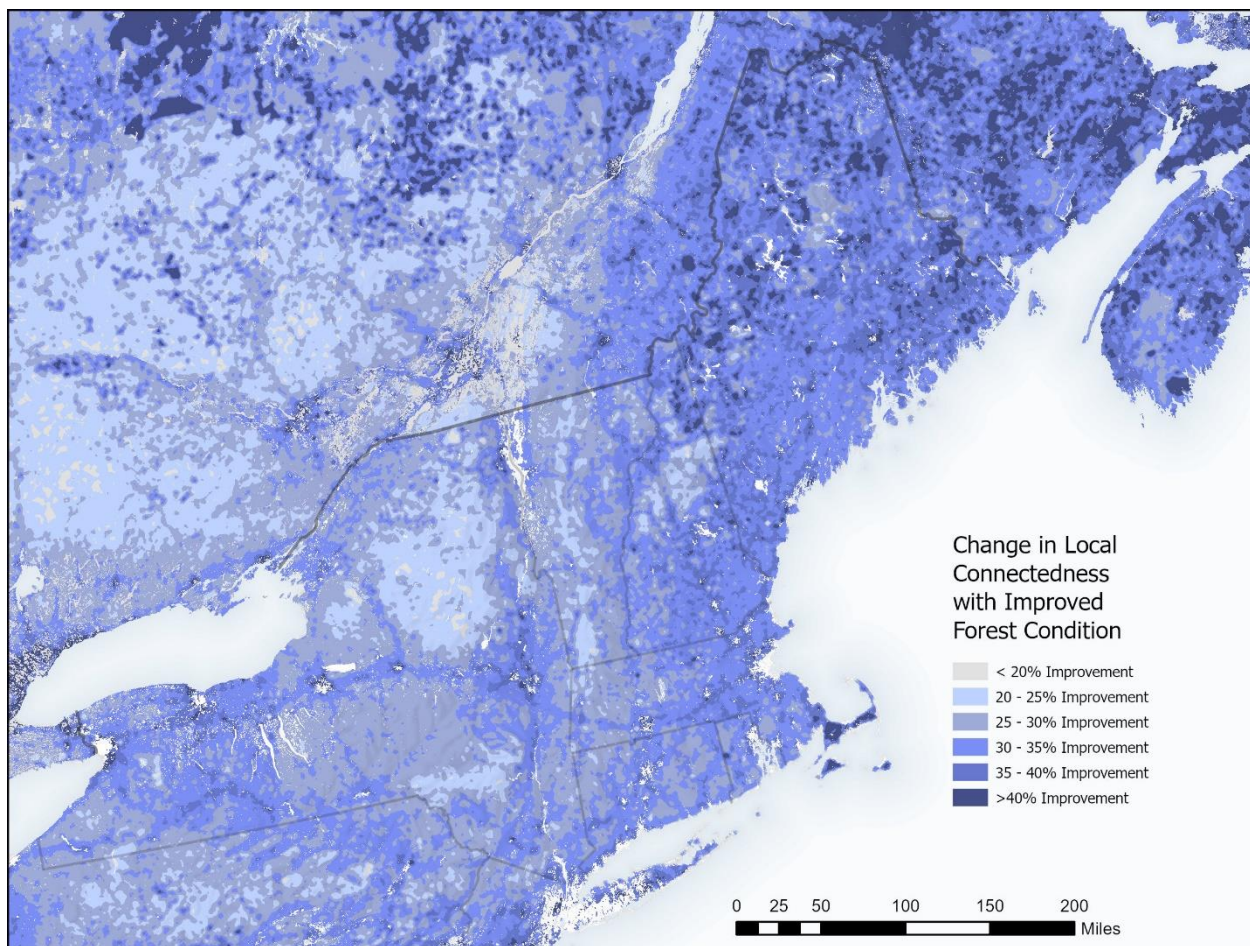 Change in Local
Connectedness
with Improved
Forest Condition
< 20% Improvement
20 - 25% Improvement
25 - 30% Improvement
30 - 35% Improvement
35 - 40% Improvement
>40% Improvement
0 25 50 100 150 200
Miles